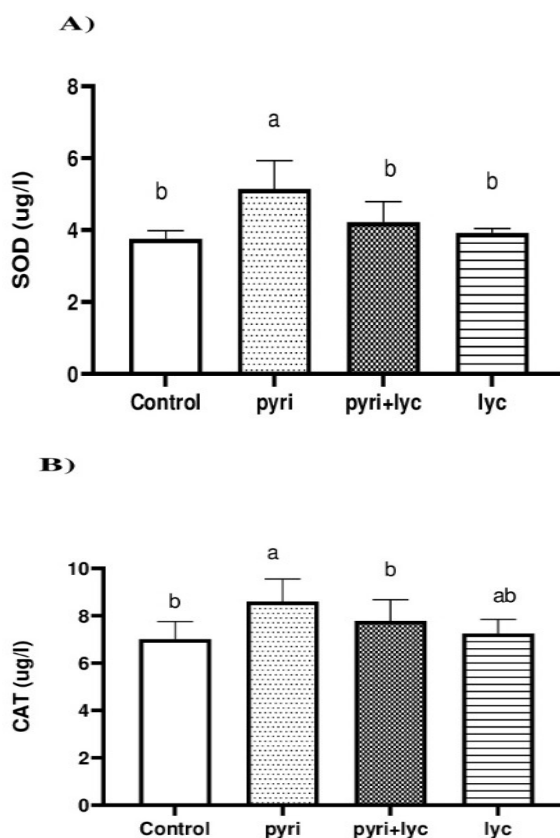 A)
SOD (ug/l)
8
6
4
2
0
b
a
b
b
Control pyri pyri+lyc lyc
B)
CAT (ug/l)
10
8
6
4
2
0
b
a
b
ab
Control pyri pyri+lyc lyc